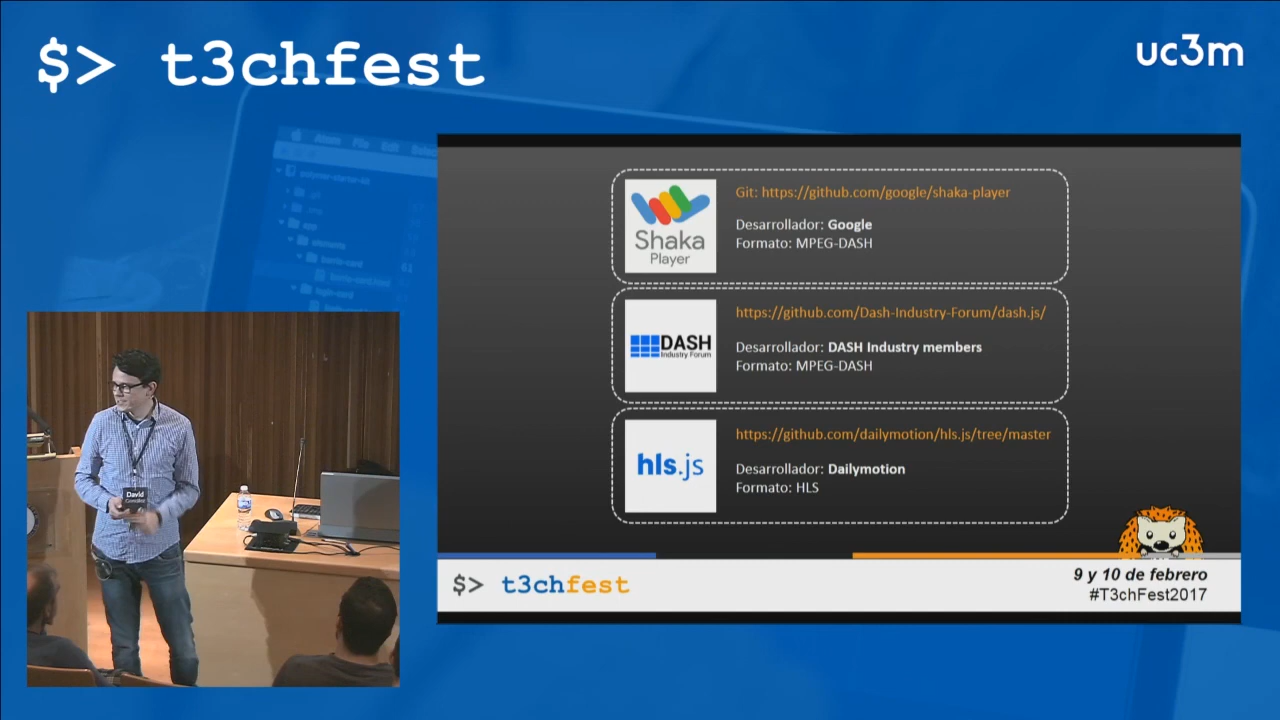 $> t3chfest
uc3m
Shaka
Player
Git: https://github.com/google/shaka-player
Desarrollador: Google
Formato: MPEG-DASH
DASH
Industry Forum
https://github.com/Dash-Industry-Forum/dash.js/
Desarrollador: DASH Industry members
Formato: MPEG-DASH
hls.js
https://github.com/dailymotion/hls.js/tree/master
Desarrollador: Dailymotion
Formato: HLS
$> t3chfest
9 y 10 de febrero
#T3chFest2017
David